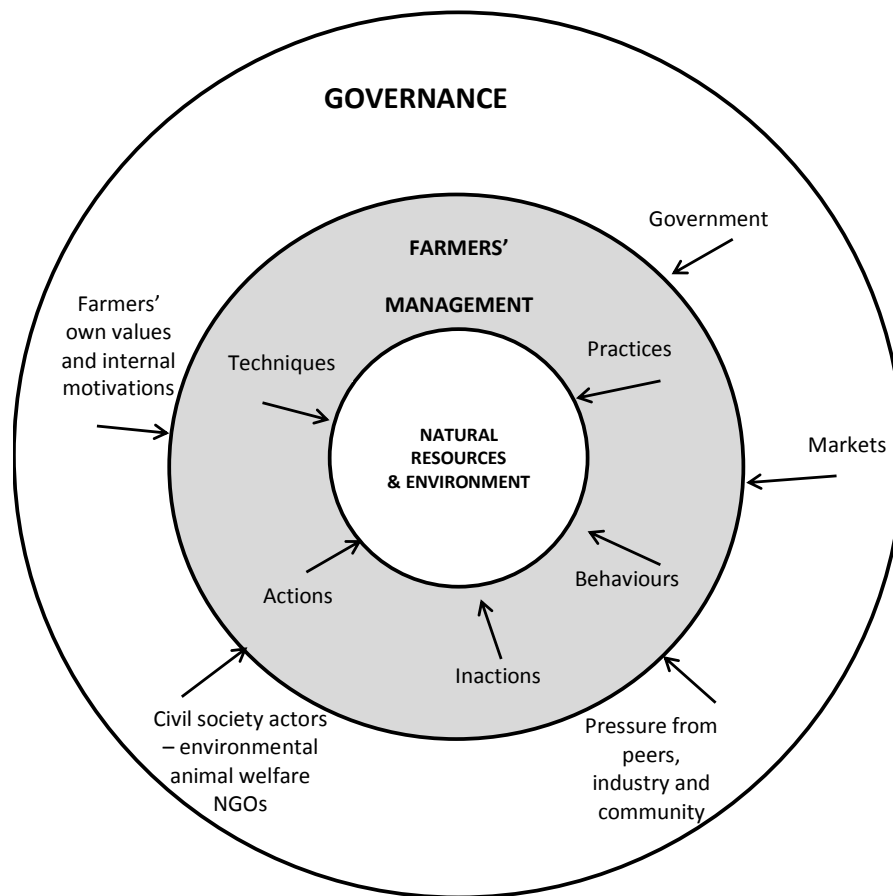 GOVERNANCE
Government
FARMERS’
MANAGEMENT
Farmers’
own values
and internal
motivations
Techniques
Practices
NATURAL
RESOURCES
& ENVIRONMENT
Markets
Actions
Behaviours
Inactions
Civil society actors
– environmental
animal welfare
NGOs
Pressure from
peers,
industry and
community